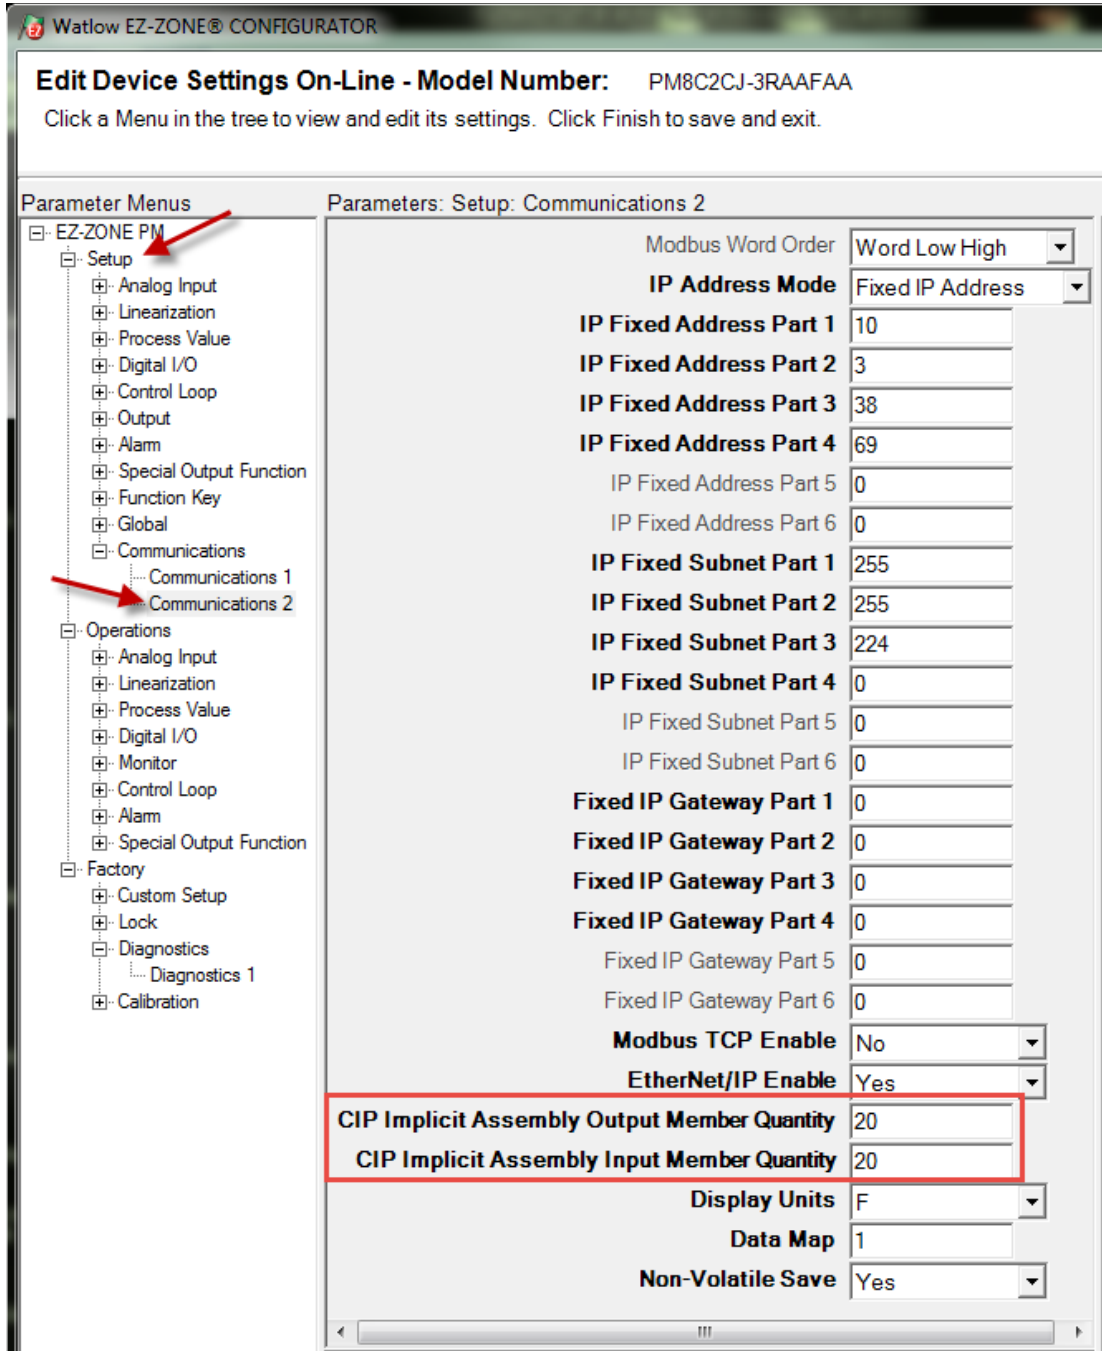 Watlow EZ-ZONE® CONFIGURATOR
Edit Device Settings On-Line - Model Number: PM8C2CJ-3RAAFAA
Click a Menu in the tree to view and edit its settings. Click Finish to save and exit.
Parameter Menus
EZ-ZONE PM
Setup
Analog Input
Linearization
Process Value
Digital I/O
Control Loop
Output
Alarm
Special Output Function
Function Key
Global
Communications
Communications 1
Communications 2
Operations
Analog Input
Linearization
Process Value
Digital I/O
Monitor
Control Loop
Alarm
Special Output Function
Factory
Custom Setup
Lock
Diagnostics
Diagnostics 1
Calibration
Parameters: Setup: Communications 2
Modbus Word Order Word Low High
IP Address Mode Fixed IP Address
IP Fixed Address Part 1 10
IP Fixed Address Part 2 3
IP Fixed Address Part 3 38
IP Fixed Address Part 4 69
IP Fixed Address Part 5 0
IP Fixed Address Part 6 0
IP Fixed Subnet Part 1 255
IP Fixed Subnet Part 2 255
IP Fixed Subnet Part 3 224
IP Fixed Subnet Part 4 0
IP Fixed Subnet Part 5 0
IP Fixed Subnet Part 6 0
Fixed IP Gateway Part 1 0
Fixed IP Gateway Part 2 0
Fixed IP Gateway Part 3 0
Fixed IP Gateway Part 4 0
Fixed IP Gateway Part 5 0
Fixed IP Gateway Part 6 0
Modbus TCP Enable No
EtherNet/IP Enable Yes
CIP Implicit Assembly Output Member Quantity 20
CIP Implicit Assembly Input Member Quantity 20
Display Units F
Data Map 1
Non-Volatile Save Yes